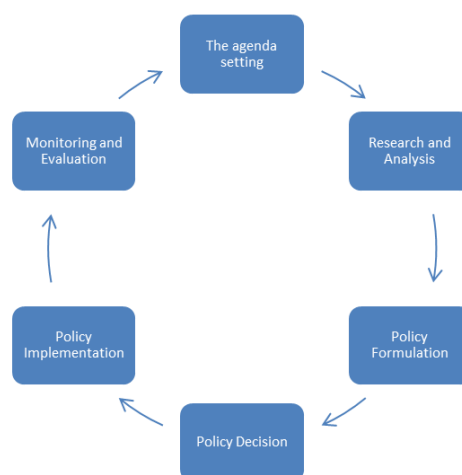 The agenda
setting
Research and
Analysis
Policy
Formulation
Policy Decision
Policy
Implementation
Monitoring and
Evaluation